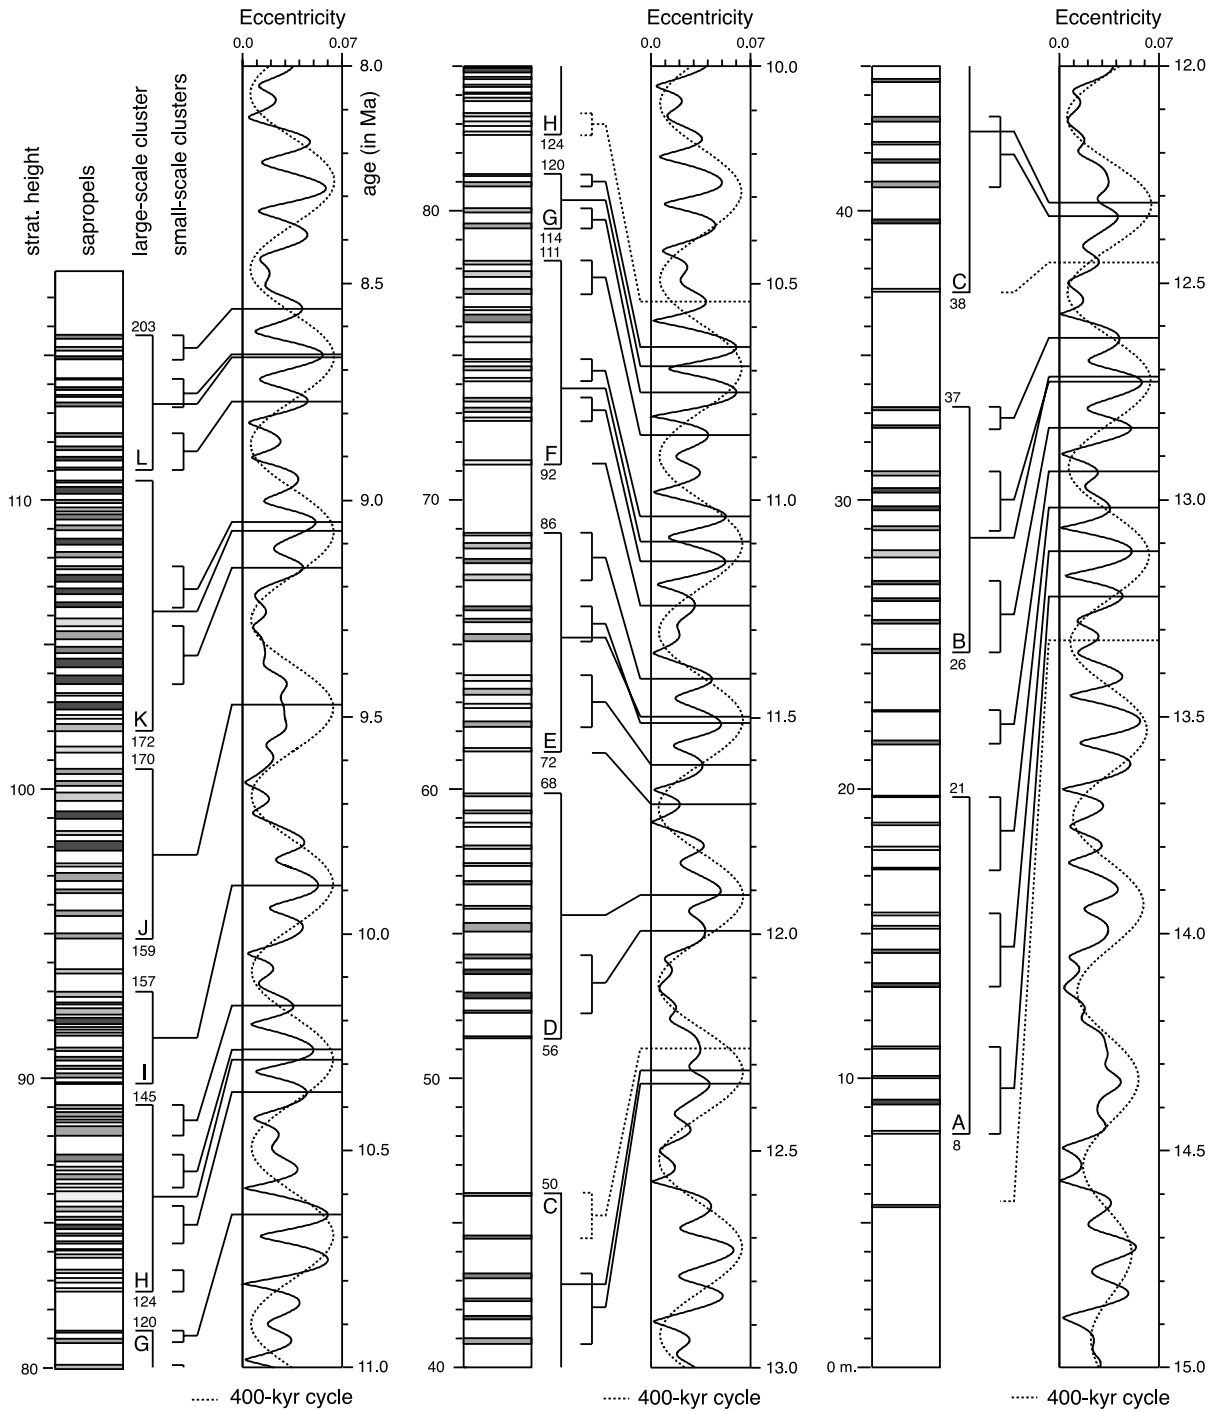 Eccentricity
0.0 0.07
8.0
8.5
9.0
9.5
10.0
10.5
11.0
age (in Ma)
strat. height
sapropels
large-scale cluster
small-scale clusters
110
100
90
80
203
L
K
172
170
J
159
157
I
145
H
124
120
G
400-kyr cycle
Eccentricity
0.0 0.07
10.0
10.5
11.0
11.5
12.0
12.5
13.0
80
70
60
50
40
H
124
120
G
114
111
F
92
86
E
72
68
D
56
50
C
400-kyr cycle
Eccentricity
0.0 0.07
12.0
12.5
13.0
13.5
14.0
14.5
15.0
40
30
20
10
0 m.
C
38
37
B
26
21
A
8
400-kyr cycle